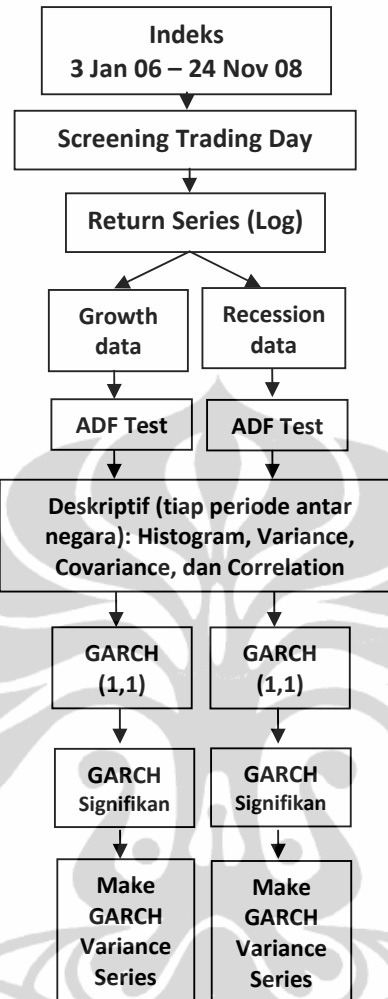 Indeks
3 Jan 06 – 24 Nov 08
Screening Trading Day
Return Series (Log)
Growth
data
Recession
data
ADF Test
ADF Test
Deskriptif (tiap periode antar
negara): Histogram, Variance,
Covariance, dan Correlation
GARCH
(1,1)
GARCH
(1,1)
GARCH
Signifikan
GARCH
Signifikan
Make
GARCH
Variance
Series
Make
GARCH
Variance
Series